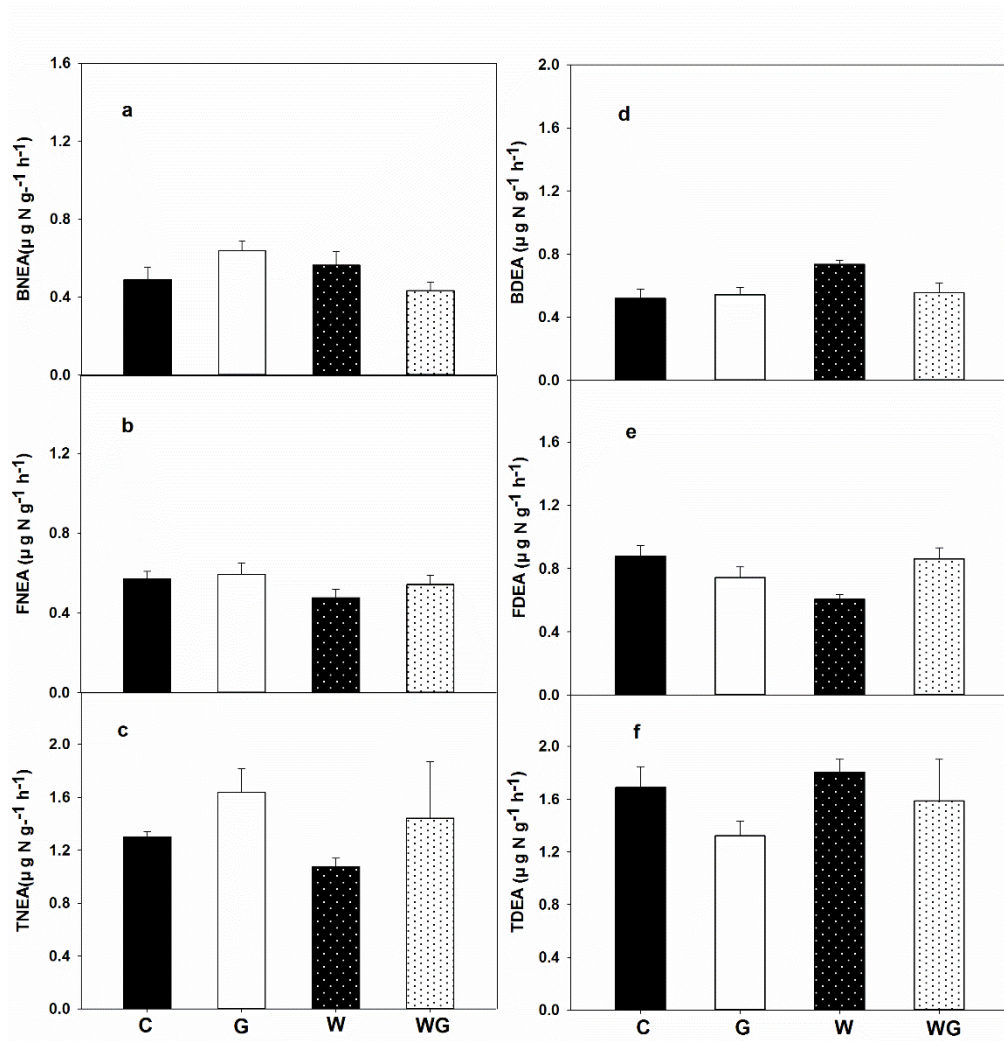 a
1.6
1.2
0.8
0.4
0.0
BNEA(µ g N g-⁻¹ h⁻¹)
b
1.2
0.8
0.4
0.0
FNEA (µ g N g⁻¹ h⁻¹)
c
2.0
1.6
1.2
0.8
0.4
0.0
TNEA(µ g N g-⁻¹ h⁻¹)
C G W WG
d
2.0
1.6
1.2
0.8
0.4
0.0
BDEA (µ g N g⁻¹ h⁻¹)
e
1.6
1.2
0.8
0.4
0.0
FDEA (µ g N g⁻¹ h⁻¹)
f
2.0
1.6
1.2
0.8
0.4
0.0
TDEA (µ g N g⁻¹ h⁻¹)
C G W WG